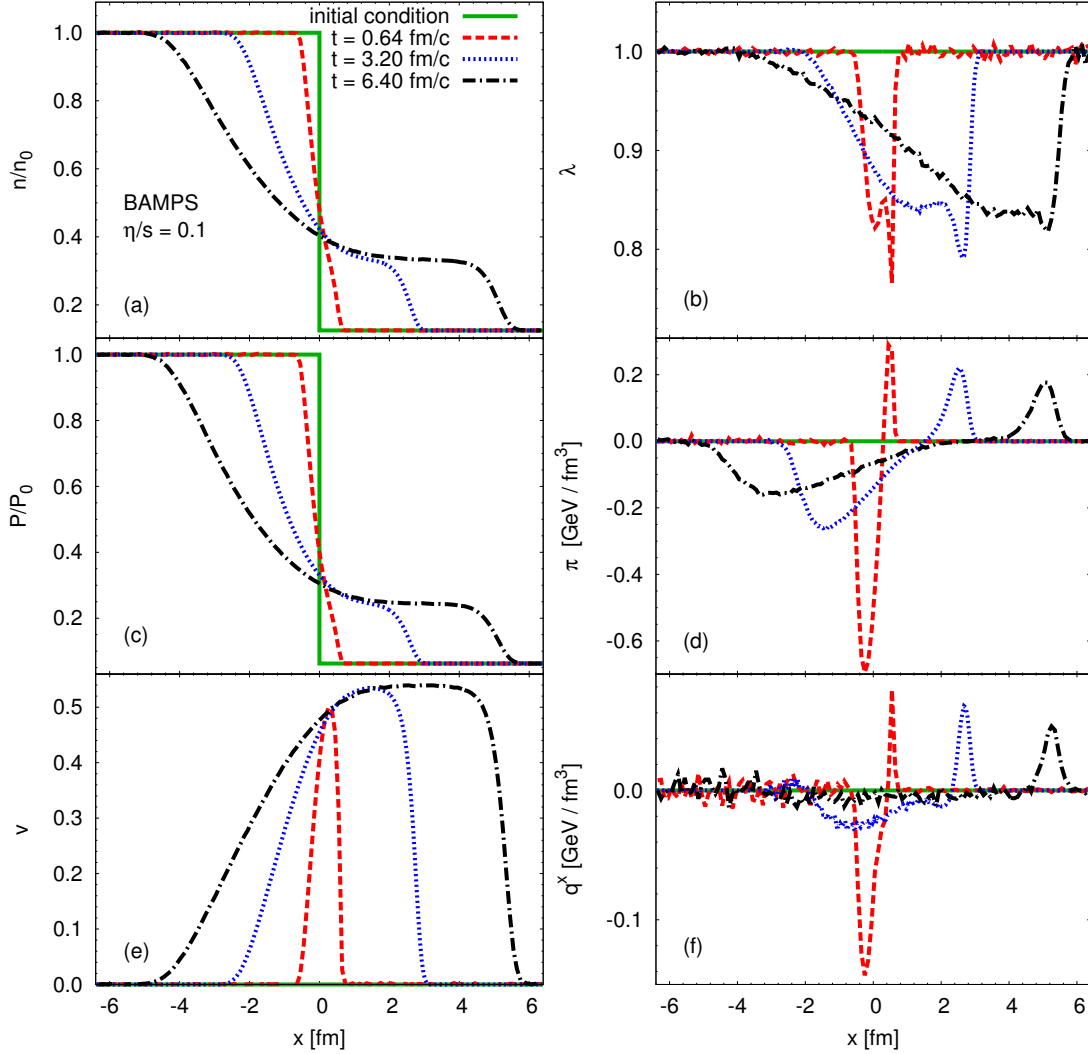 initial condition
t = 0.64 fm/c
t = 3.20 fm/c
t = 6.40 fm/c
1.0
0.8
0.6
0.4
0.2
n/n0
BAMPS
η/s = 0.1
(a)
1.0
0.9
0.8
λ
(b)
1.0
0.8
0.6
0.4
0.2
P/P0
(c)
0.2
0.0
-0.2
-0.4
-0.6
π [GeV / fm³]
(d)
0.5
0.4
0.3
0.2
0.1
0.0
v
(e)
-6 -4 -2 0 2 4 6
x [fm]
0.0
-0.1
qˣ [GeV / fm³]
(f)
-6 -4 -2 0 2 4 6
x [fm]